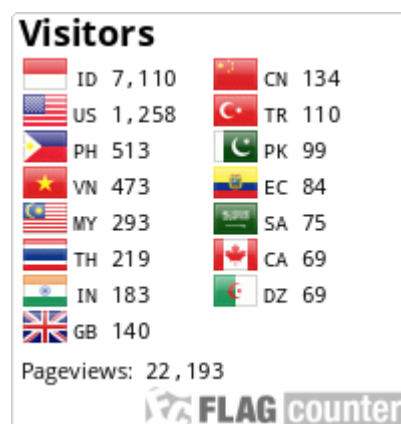 Visitors
ID 7,110
US 1,258
PH 513
VN 473
MY 293
TH 219
IN 183
GB 140
CN 134
TR 110
PK 99
EC 84
SA 75
CA 69
DZ 69
Pageviews: 22,193
FC FLAG counter